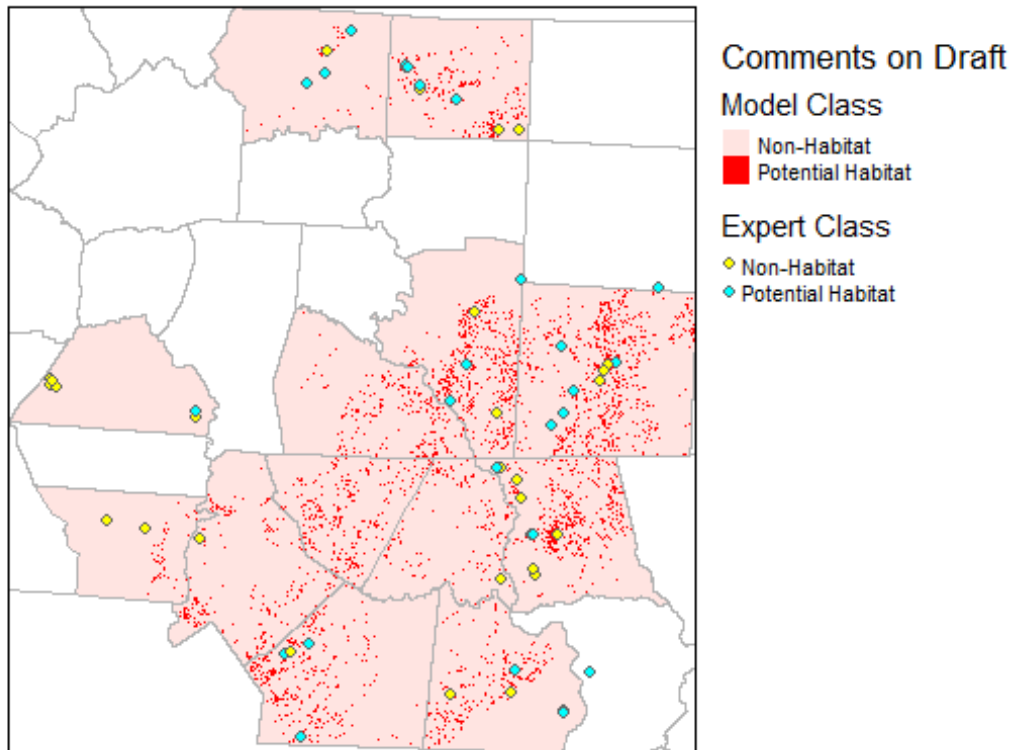 Comments on Draft
Model Class
Non-Habitat
Potential Habitat
Expert Class
Non-Habitat
Potential Habitat